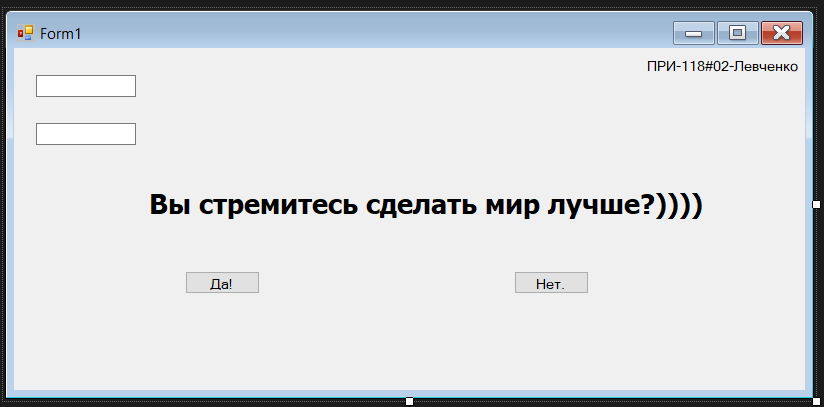 Form1
ПРИ-118#02-Левченко
Вы стремитесь сделать мир лучше?))))
Да!
Нет.